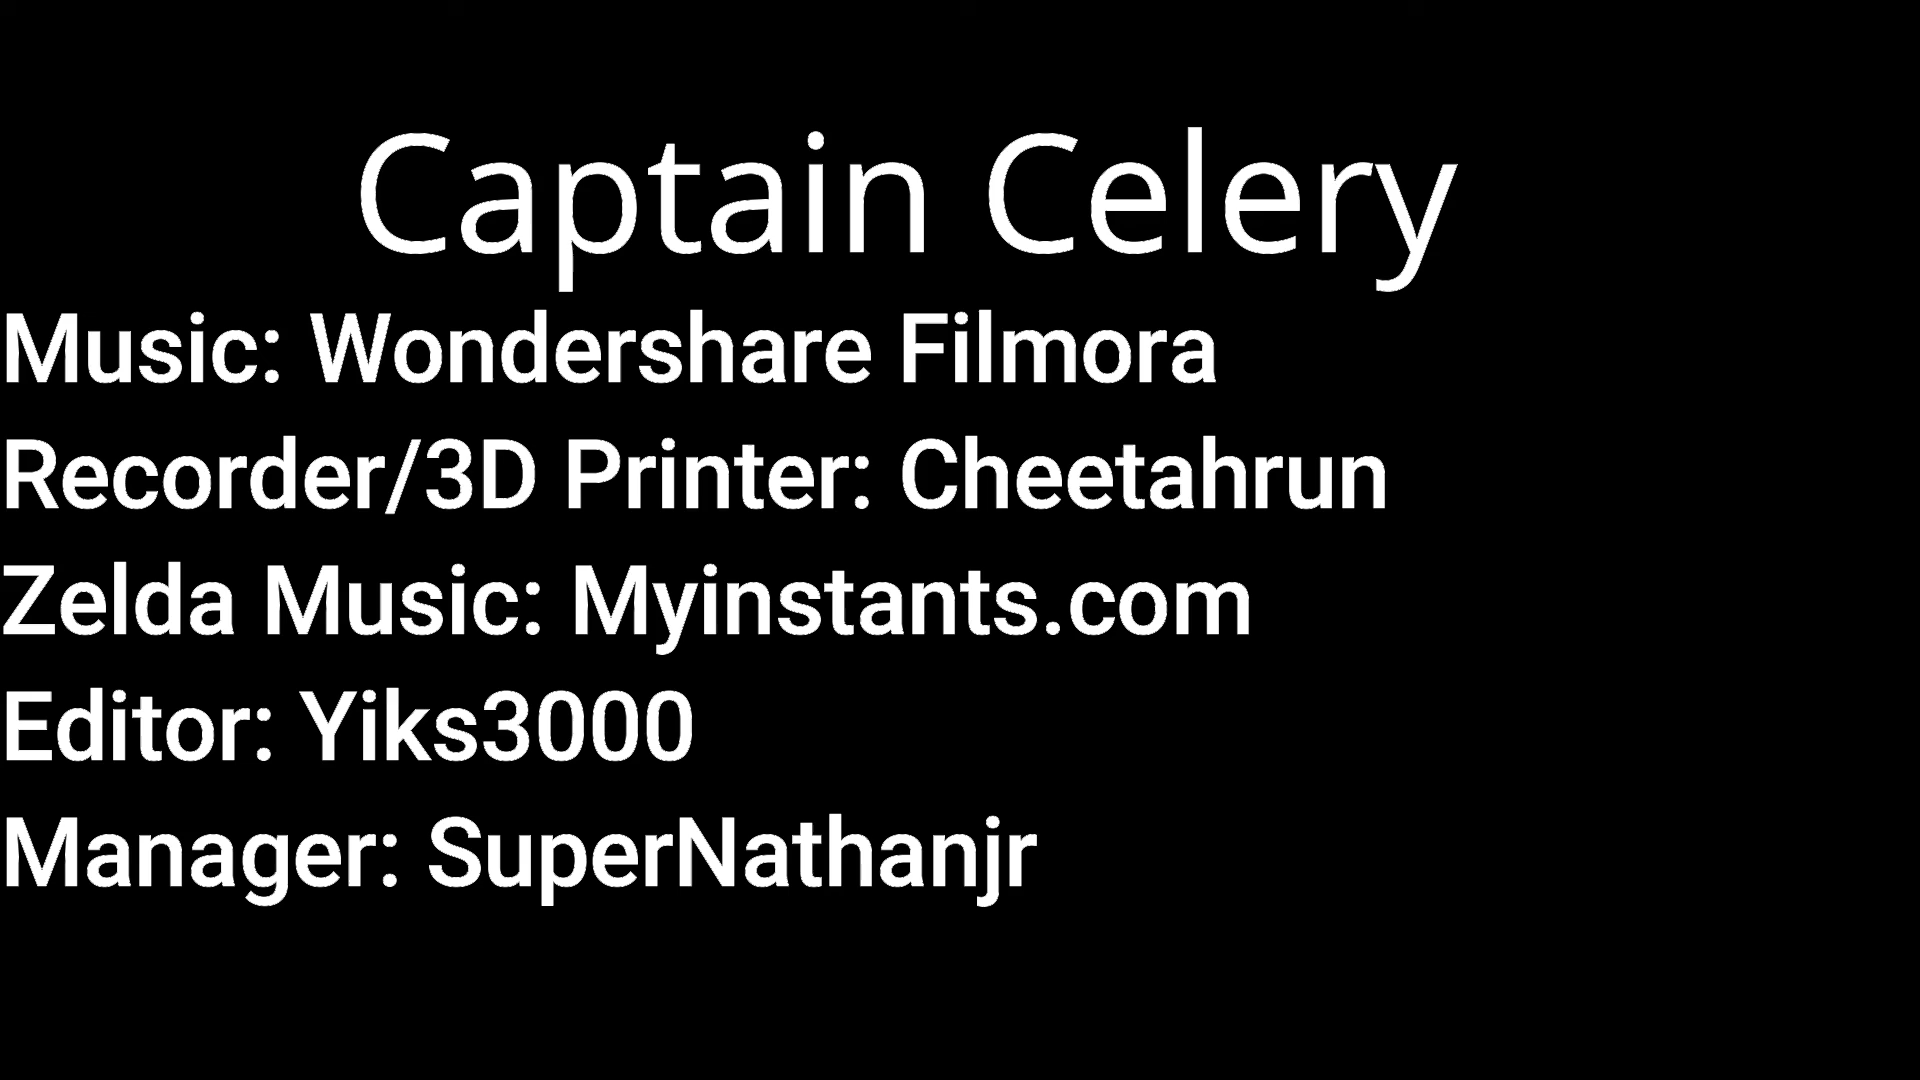 Captain Celery
Music: Wondershare Filmora
Recorder/3D Printer: Cheetahrun
Zelda Music: Myinstants.com
Editor: Yiks3000
Manager: SuperNathanjr